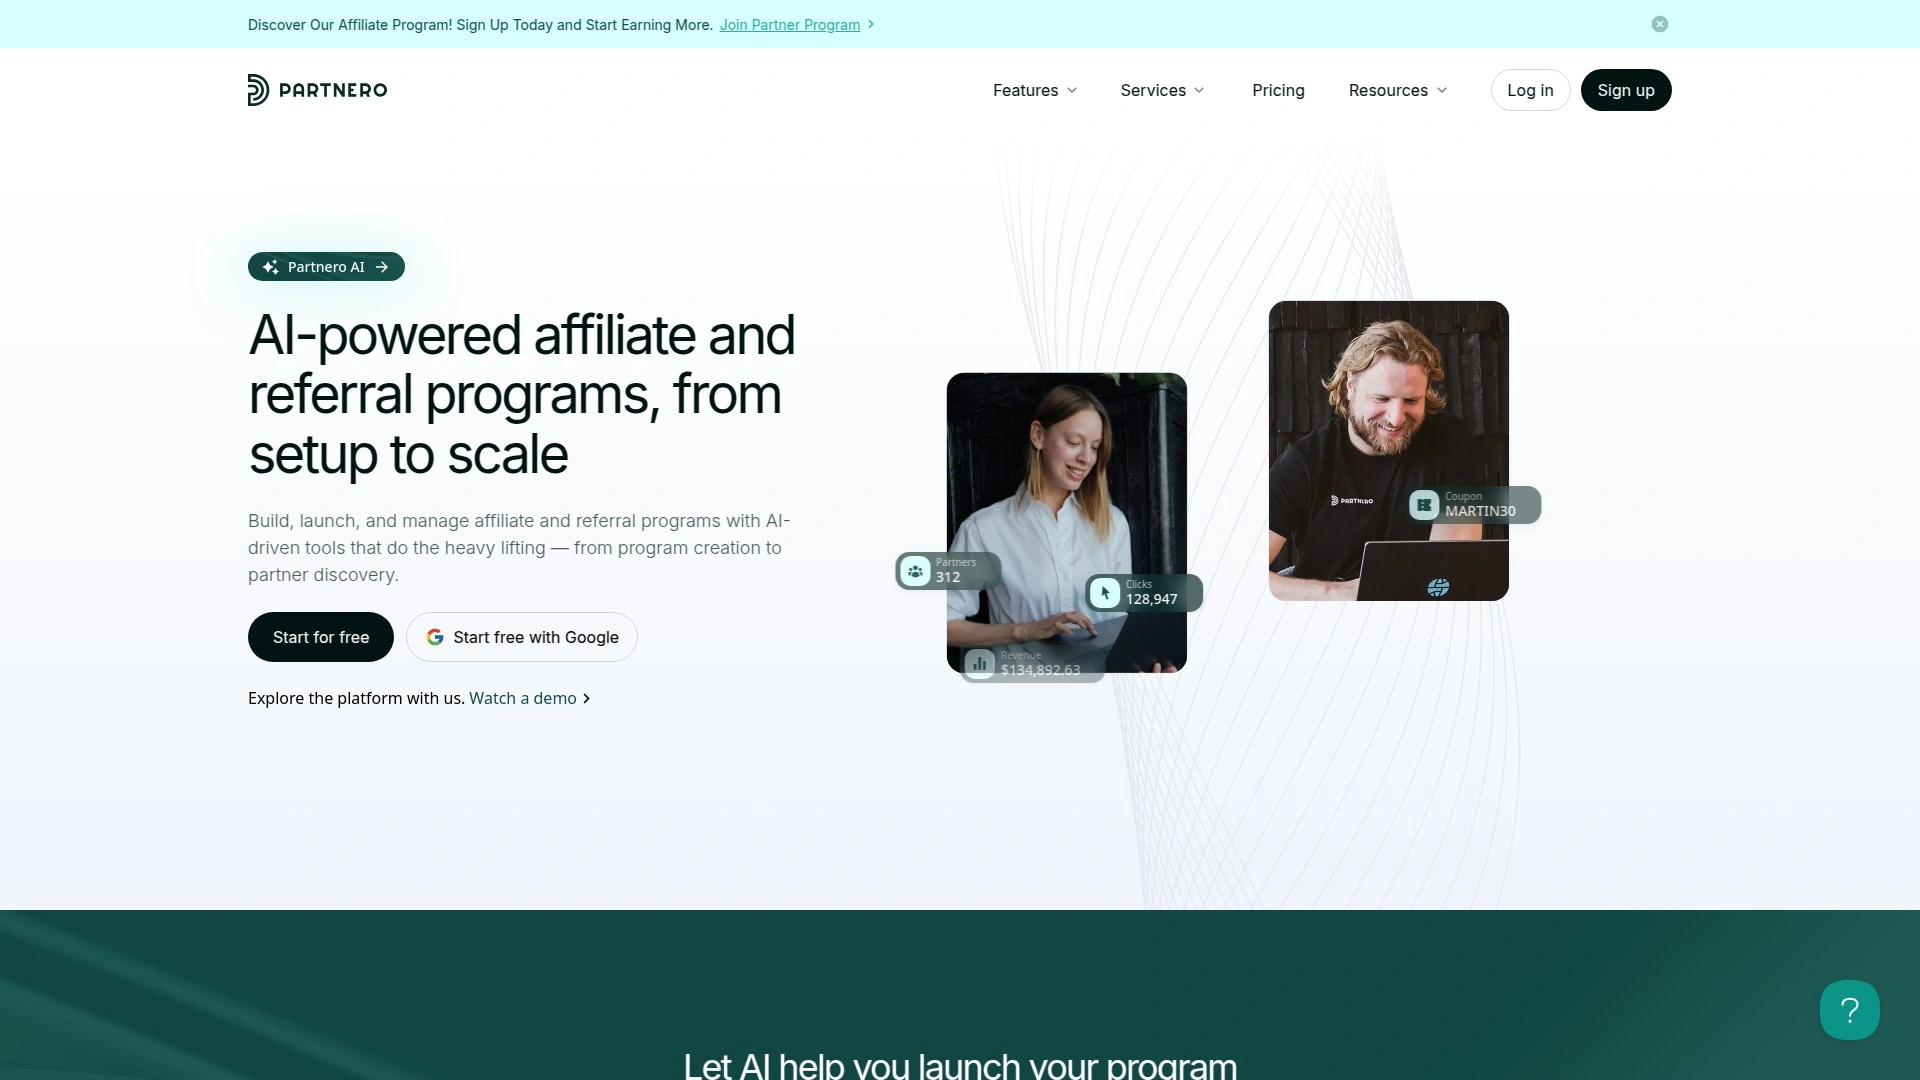 Discover Our Affiliate Program! Sign Up Today and Start Earning More. Join Partner Program
PARTNERO
Features
Services
Pricing
Resources
Log in
Sign up
Partnero AI
AI-powered affiliate and
referral programs, from
setup to scale
Build, launch, and manage affiliate and referral programs with AI-
driven tools that do the heavy lifting — from program creation to
partner discovery.
Start for free
Start free with Google
Explore the platform with us. Watch a demo
Partners
312
Clicks
128,947
Revenue
$134,892.63
PARTNERO
Coupon
MARTIN30
Let AI help you launch your program
?